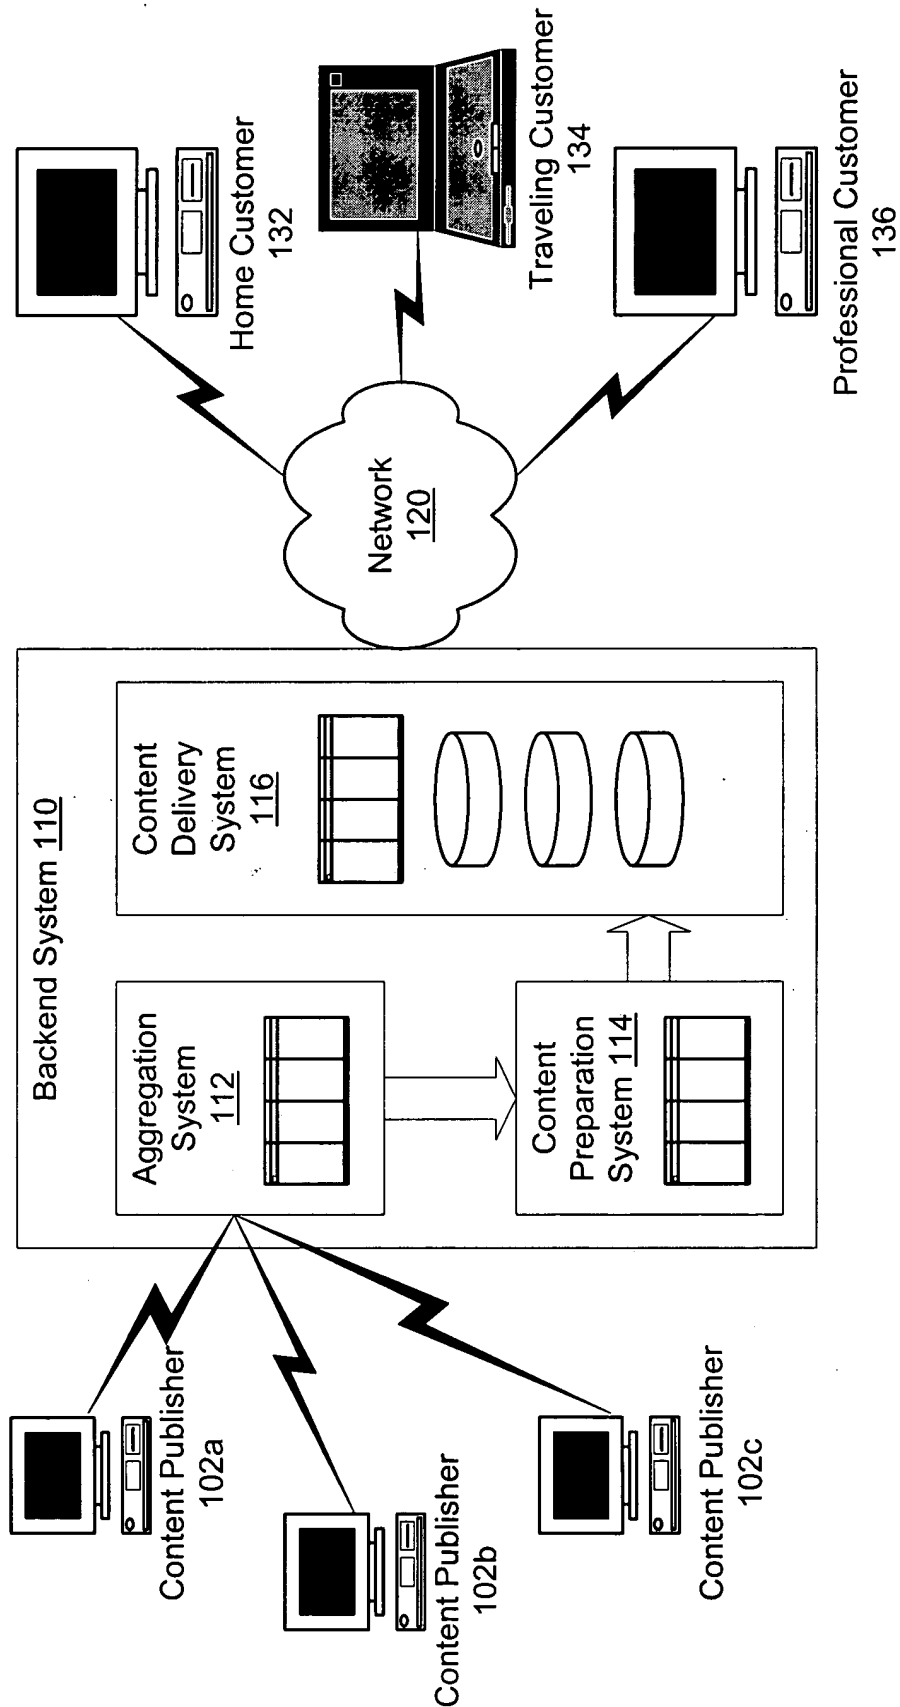 Content Publisher
102a
Content Publisher
102b
Content Publisher
102c
Backend System 110
Aggregation
System
112
Content
Preparation
System 114
Content
Delivery
System
116
Network
120
Home Customer
132
Traveling Customer
134
Professional Customer
136